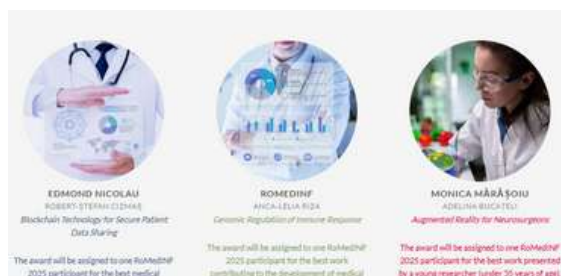 EDMOND NICOLAU
ROBERT-ȘTEFAN CIZMAȘ
Blockchain Technology for Secure Patient
Data Sharing
The award will be assigned to one RoMedINF
2025 participant for the best medical
ROMEDINF
ANCA-LELIA RIZA
Genomic Regulation of Immune Response
The award will be assigned to one RoMedINF
2025 participant for the best work
contributing to the development of medical
MONICA MĂRĂȘOIU
ADELINA BUCATEU
Augmented Reality for Neurosurgeons
The award will be assigned to one RoMedINF
2025 participant for the best work presented
by a young researcher (under 35 years of age)